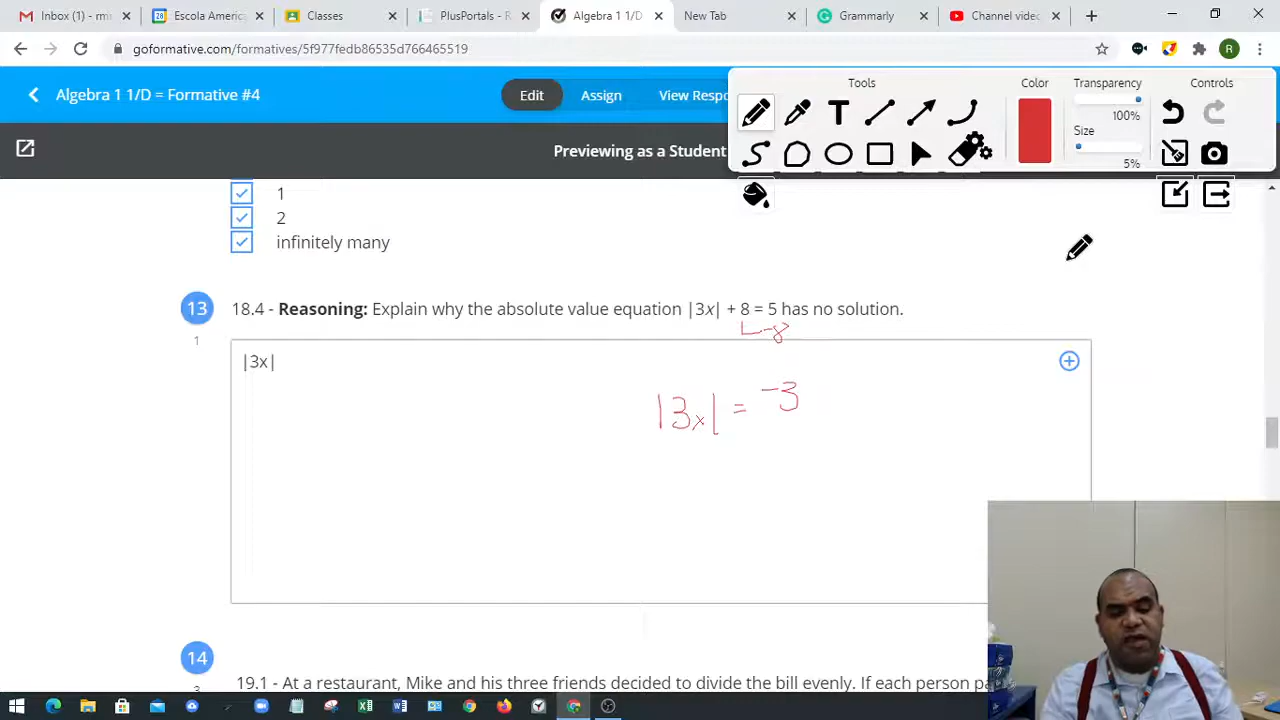 Inbox (1) - rm
Escola America
Classes
PlusPortals - R
Algebra 1 1/D
New Tab
Grammarly
Channel video
goformative.com/formatives/5f977fedb86535d766465519
R
Algebra 1 1/D = Formative #4
Edit
Assign
View Respo
Tools
Color
Transparency
Controls
100%
Size
5%
T
Previewing as a Student
1
2
infinitely many
13
18.4 - Reasoning: Explain why the absolute value equation |3x| + 8 = 5 has no solution.
-8
1
|3x|
|3x| = -3
14
3
19.1 - At a restaurant, Mike and his three friends decided to divide the bill evenly. If each person pa